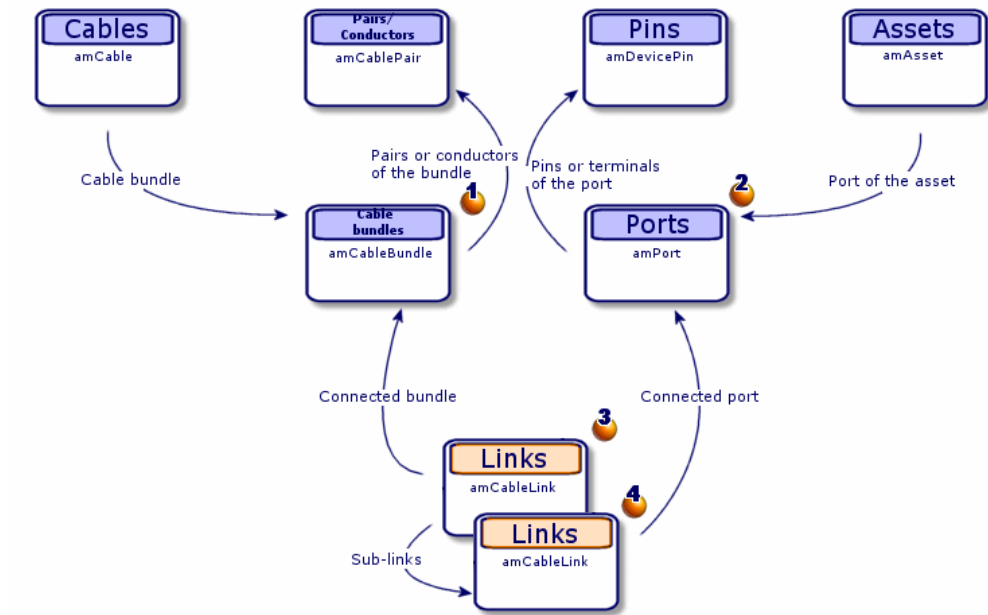 Cables
amCable
Pairs/
Conductors
amCablePair
Pins
amDevicePin
Assets
amAsset
Cable bundle
Pairs or conductors
of the bundle
Pins or terminals
of the port
Port of the asset
1
2
Cable
bundles
amCableBundle
Ports
amPort
Connected bundle
Connected port
3
Links
amCableLink
4
Links
amCableLink
Sub-links